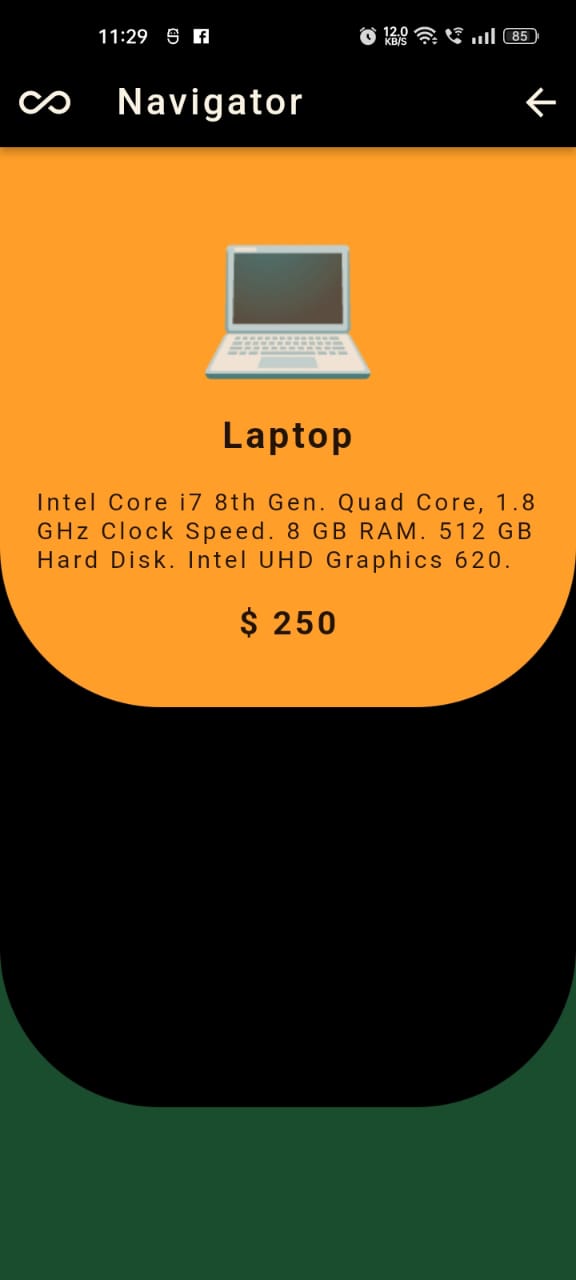 11:29
12.0
KB/S
85
Navigator
Laptop
Intel Core i7 8th Gen. Quad Core, 1.8
GHz Clock Speed. 8 GB RAM. 512 GB
Hard Disk. Intel UHD Graphics 620.
$ 250